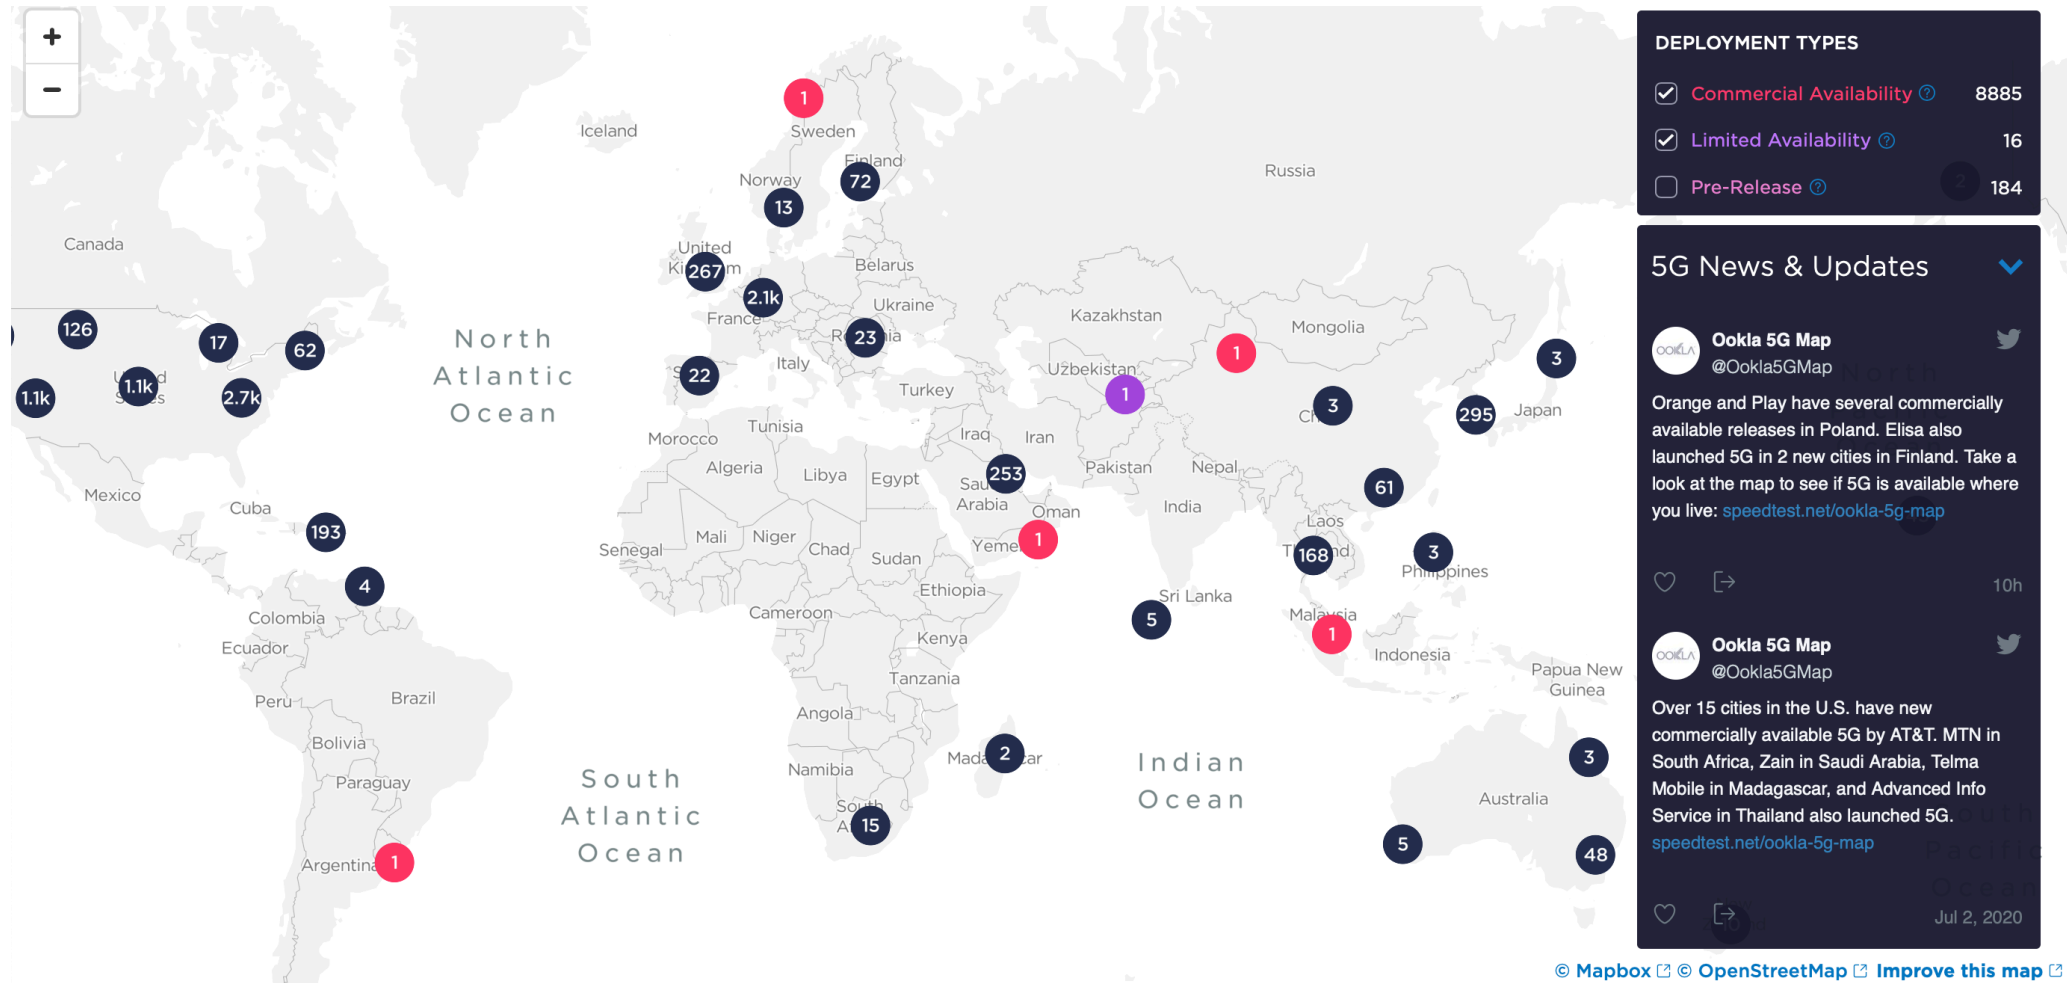 +
−
Iceland
Sweden
Finland
Norway
Russia
Canada
United
Belarus
Ukraine
France
Kazakhstan
Mongolia
Italy
Uzbekistan
Turkey
Japan
Tunisia
Morocco
Iraq
Iran
Algeria
Libya
Egypt
Pakistan
Nepal
Mexico
Arabia
India
Cuba
Oman
Laos
Mali
Niger
Chad
Senegal
Sudan
Philippines
Ethiopia
Sri Lanka
Colombia
Cameroon
Malaysia
Ecuador
Kenya
Indonesia
Tanzania
Papua New
Guinea
Peru
Brazil
Angola
Bolivia
Namibia
Paraguay
Australia
South
Argentina
North
Atlantic
Ocean
South
Atlantic
Ocean
Indian
Ocean
1
72
13
267
2.1k
126
17
62
23
1
3
22
1.1k
1.1k
2.7k
1
3
295
253
61
193
1
168
3
4
5
1
2
3
15
5
48
1
DEPLOYMENT TYPES
Commercial Availability ? 8885
Limited Availability ? 16
Pre-Release ? 184
5G News & Updates
OOKLA
Ookla 5G Map
@Ookla5GMap
Orange and Play have several commercially
available releases in Poland. Elisa also
launched 5G in 2 new cities in Finland. Take a
look at the map to see if 5G is available where
you live: speedtest.net/ookla-5g-map
10h
OOKLA
Ookla 5G Map
@Ookla5GMap
Over 15 cities in the U.S. have new
commercially available 5G by AT&T. MTN in
South Africa, Zain in Saudi Arabia, Telma
Mobile in Madagascar, and Advanced Info
Service in Thailand also launched 5G.
speedtest.net/ookla-5g-map
Jul 2, 2020
© Mapbox © OpenStreetMap Improve this map